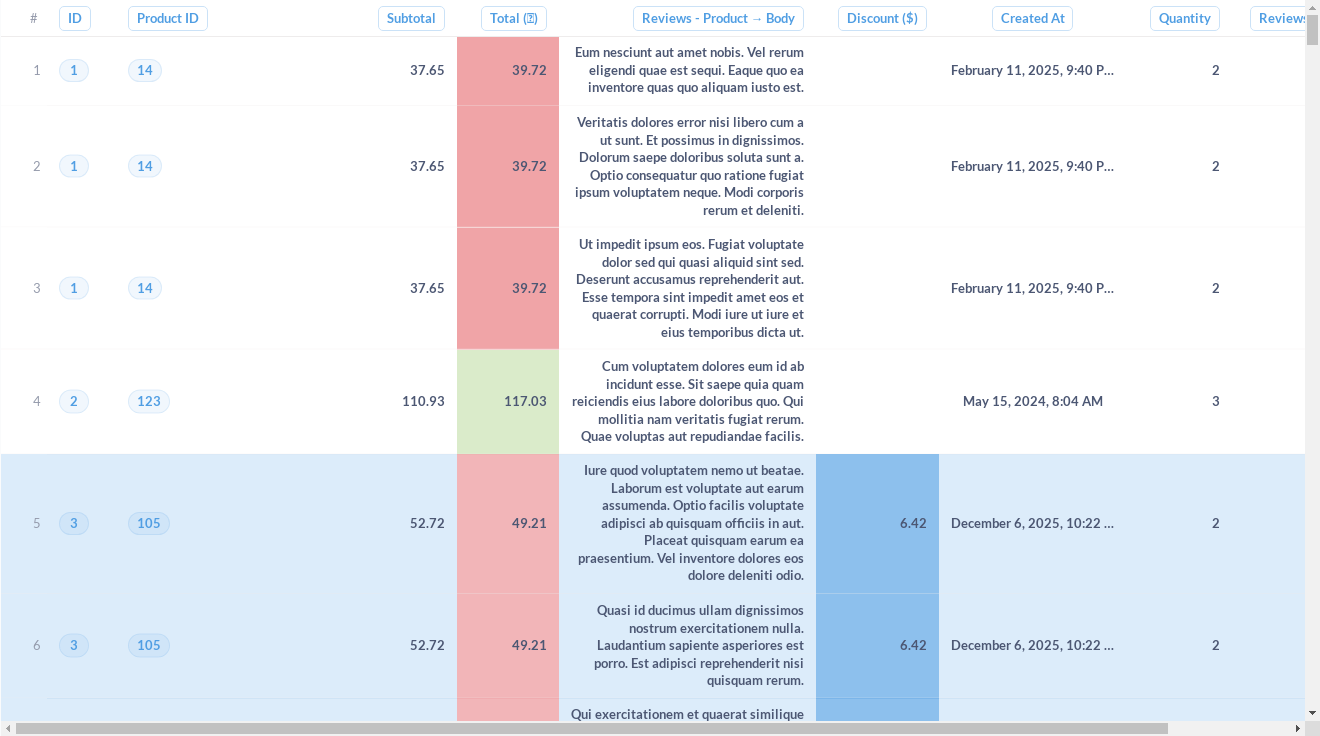 # ID Product ID Subtotal Total () Reviews - Product → Body Discount ($) Created At Quantity Reviews
1 1 14 37.65 39.72 Eum nesciunt aut amet nobis. Vel rerum
eligendi quae est sequi. Eaque quo ea
inventore quas quo aliquam iusto est. February 11, 2025, 9:40 P... 2
2 1 14 37.65 39.72 Veritatis dolores error nisi libero cum a
ut sunt. Et possimus in dignissimos.
Dolorum saepe doloribus soluta sunt a.
Optio consequatur quo ratione fugiat
ipsum voluptatem neque. Modi corporis
rerum et deleniti. February 11, 2025, 9:40 P... 2
3 1 14 37.65 39.72 Ut impedit ipsum eos. Fugiat voluptate
dolor sed qui quasi aliquid sint sed.
Deserunt accusamus reprehenderit aut.
Esse tempora sint impedit amet eos et
quaerat corrupti. Modi iure ut iure et
eius temporibus dicta ut. February 11, 2025, 9:40 P... 2
4 2 123 110.93 117.03 Cum voluptatem dolores eum id ab
incidunt esse. Sit saepe quia quam
reiciendis eius labore doloribus quo. Qui
mollitia nam veritatis fugiat rerum.
Quae voluptas aut repudiandae facilis. May 15, 2024, 8:04 AM 3
5 3 105 52.72 49.21 Iure quod voluptatem nemo ut beatae.
Laborum est voluptate aut earum
assumenda. Optio facilis voluptate
adipisci ab quisquam officiis in aut.
Placeat quisquam earum ea
praesentium. Vel inventore dolores eos
dolore deleniti odio. 6.42 December 6, 2025, 10:22 ... 2
6 3 105 52.72 49.21 Quasi id ducimus ullam dignissimos
nostrum exercitationem nulla.
Laudantium sapiente asperiores est
porro. Est adipisci reprehenderit nisi
quisquam rerum. 6.42 December 6, 2025, 10:22 ... 2
Qui exercitationem et quaerat similique